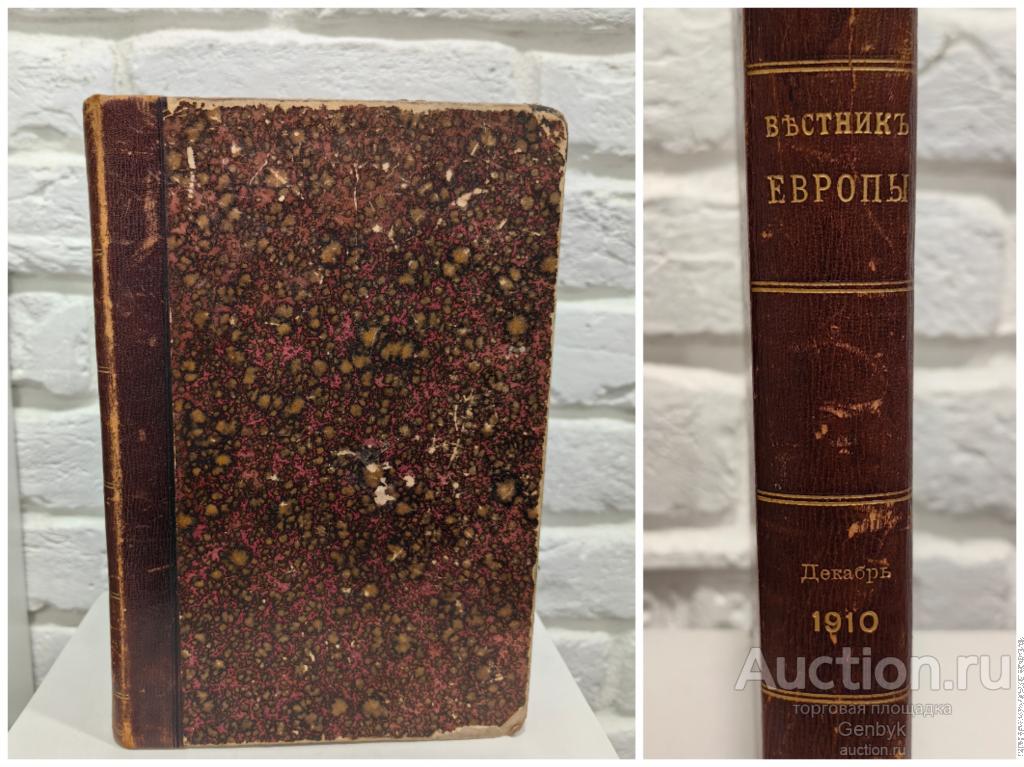 ВѢСТНИКЪ
ЕВРОПЫ
Декабрь
1910
Auction.ru
торговая площадка
Genbyk
auction.ru